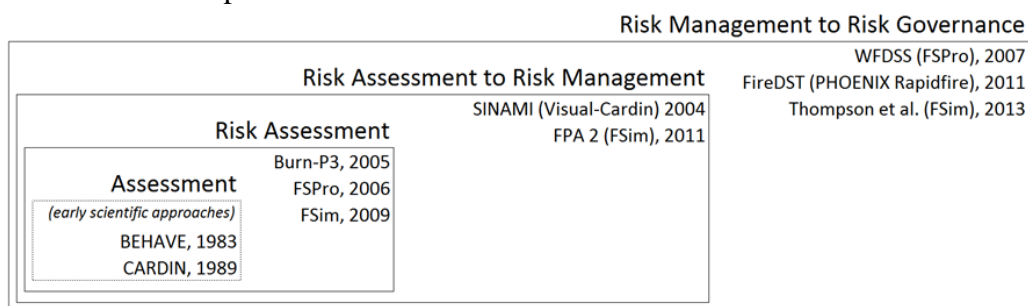 Risk Management to Risk Governance
WFDSS (FSPro), 2007
FireDST (PHOENIX Rapidfire), 2011
Thompson et al. (FSim), 2013
Risk Assessment to Risk Management
SINAMI (Visual-Cardin) 2004
FPA 2 (FSim), 2011
Risk Assessment
Burn-P3, 2005
FSPro, 2006
FSim, 2009
Assessment
(early scientific approaches)
BEHAVE, 1983
CARDIN, 1989